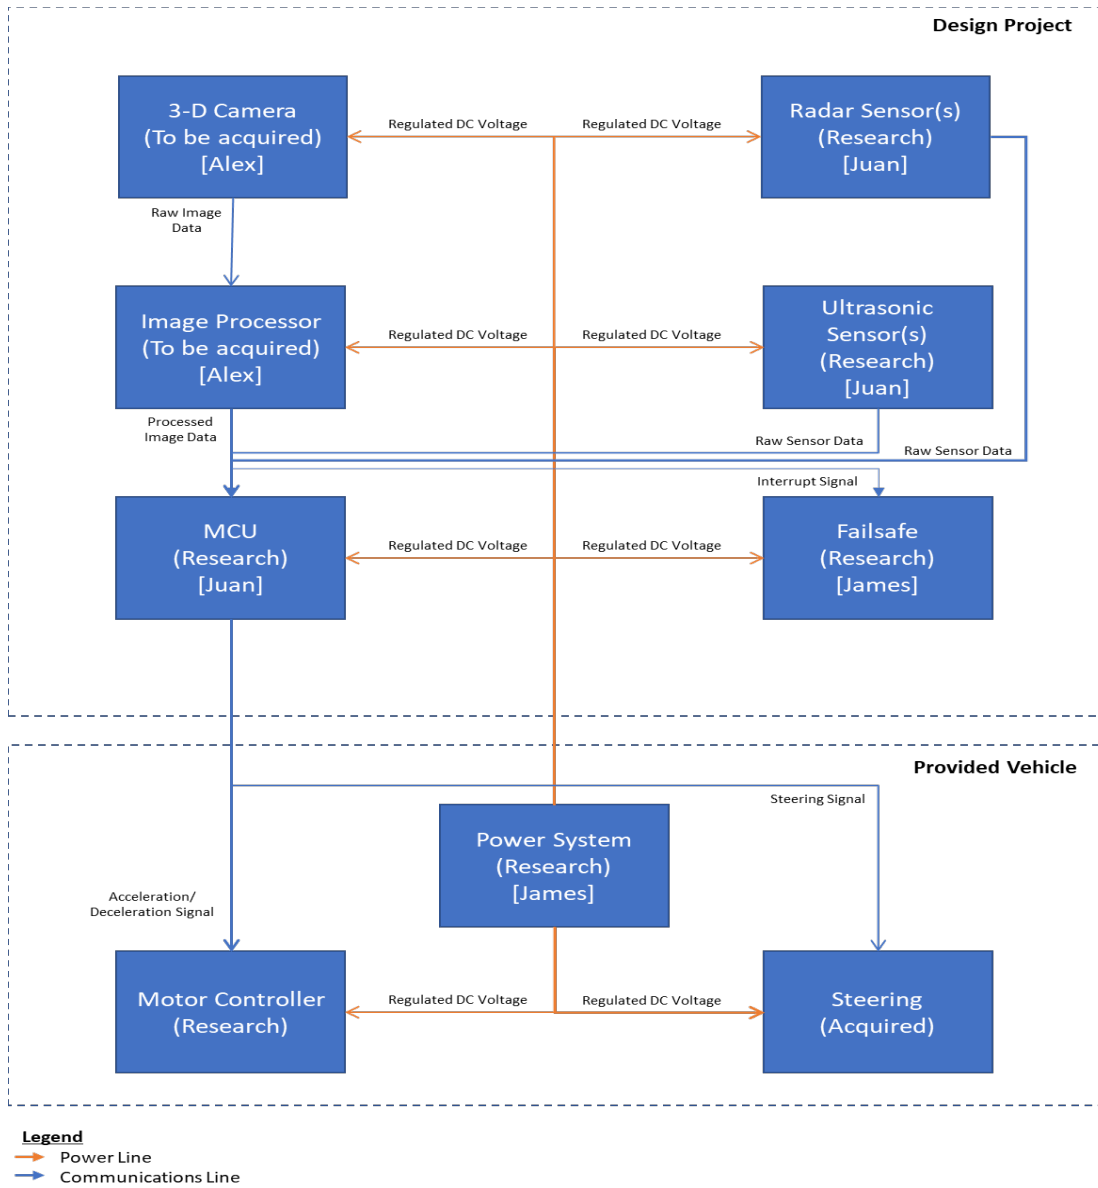 Design Project
3-D Camera
(To be acquired)
[Alex]
Regulated DC Voltage
Regulated DC Voltage
Radar Sensor(s)
(Research)
[Juan]
Raw Image
Data
Image Processor
(To be acquired)
[Alex]
Regulated DC Voltage
Regulated DC Voltage
Ultrasonic
Sensor(s)
(Research)
[Juan]
Processed
Image Data
Raw Sensor Data
Raw Sensor Data
Interrupt Signal
MCU
(Research)
[Juan]
Regulated DC Voltage
Regulated DC Voltage
Failsafe
(Research)
[James]
Provided Vehicle
Steering Signal
Power System
(Research)
[James]
Acceleration/
Deceleration Signal
Motor Controller
(Research)
Regulated DC Voltage
Regulated DC Voltage
Steering
(Acquired)
Legend
Power Line
Communications Line